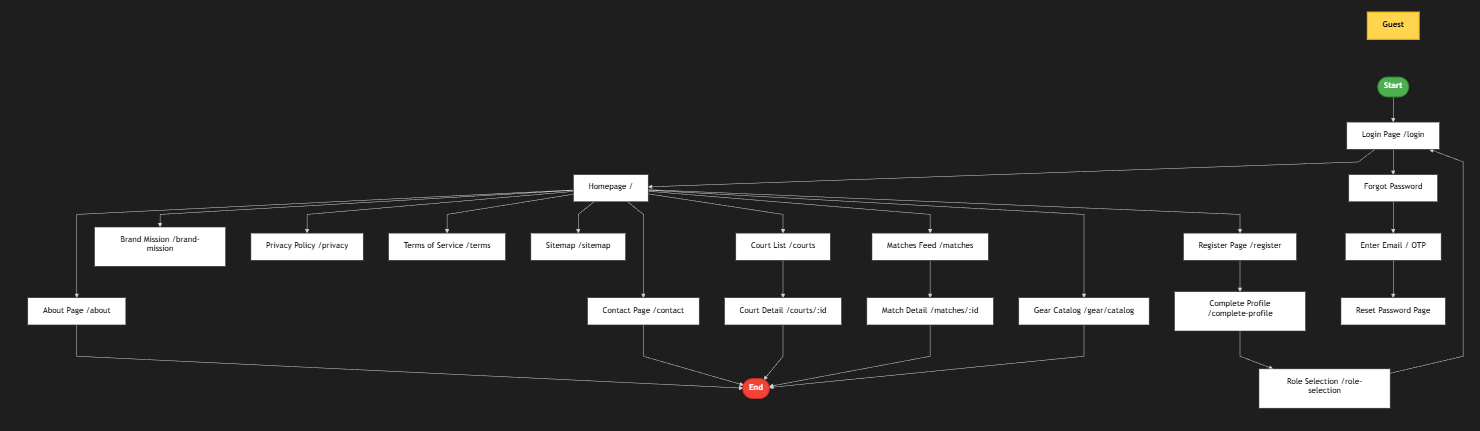 Guest
Start
Login Page /login
Homepage /
Forgot Password
Brand Mission /brand-
mission
Privacy Policy /privacy
Terms of Service /terms
Sitemap /sitemap
Court List /courts
Matches Feed /matches
Register Page /register
Enter Email / OTP
About Page /about
Contact Page /contact
Court Detail /courts/:id
Match Detail /matches/:id
Gear Catalog /gear/catalog
Complete Profile
/complete-profile
Reset Password Page
End
Role Selection /role-
selection